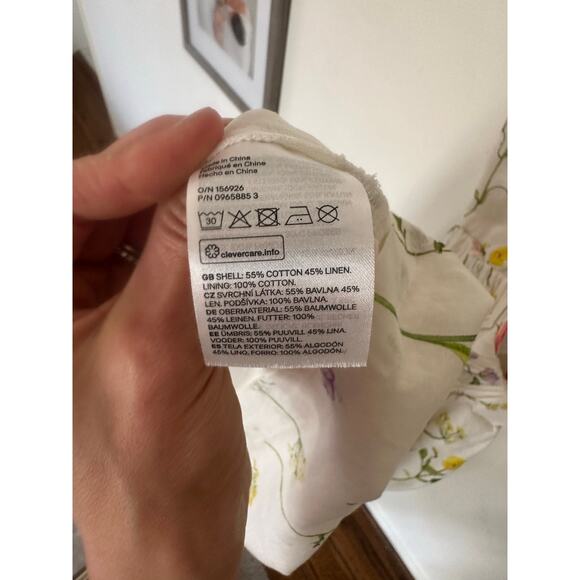 Made in China
Fabriqué en Chine
Hecho en China
O/N 156926
P/N 0965885 3
30
clevercare.info
GB SHELL: 55% COTTON 45% LINEN.
LINING: 100% COTTON.
CZ SVRCHNÍ LÁTKA: 55% BAVLNA 45%
LEN. PODŠÍVKA: 100% BAVLNA.
DE OBERMATERIAL: 55% BAUMWOLLE
45% LEINEN. FUTTER: 100%
BAUMWOLLE.
EE ÜMBRIS: 55% PUUVILL 45% LINA.
VOODER: 100% PUUVILL.
ES TELA EXTERIOR: 55% ALGODÓN
45% LINO. FORRO: 100% ALGODÓN.